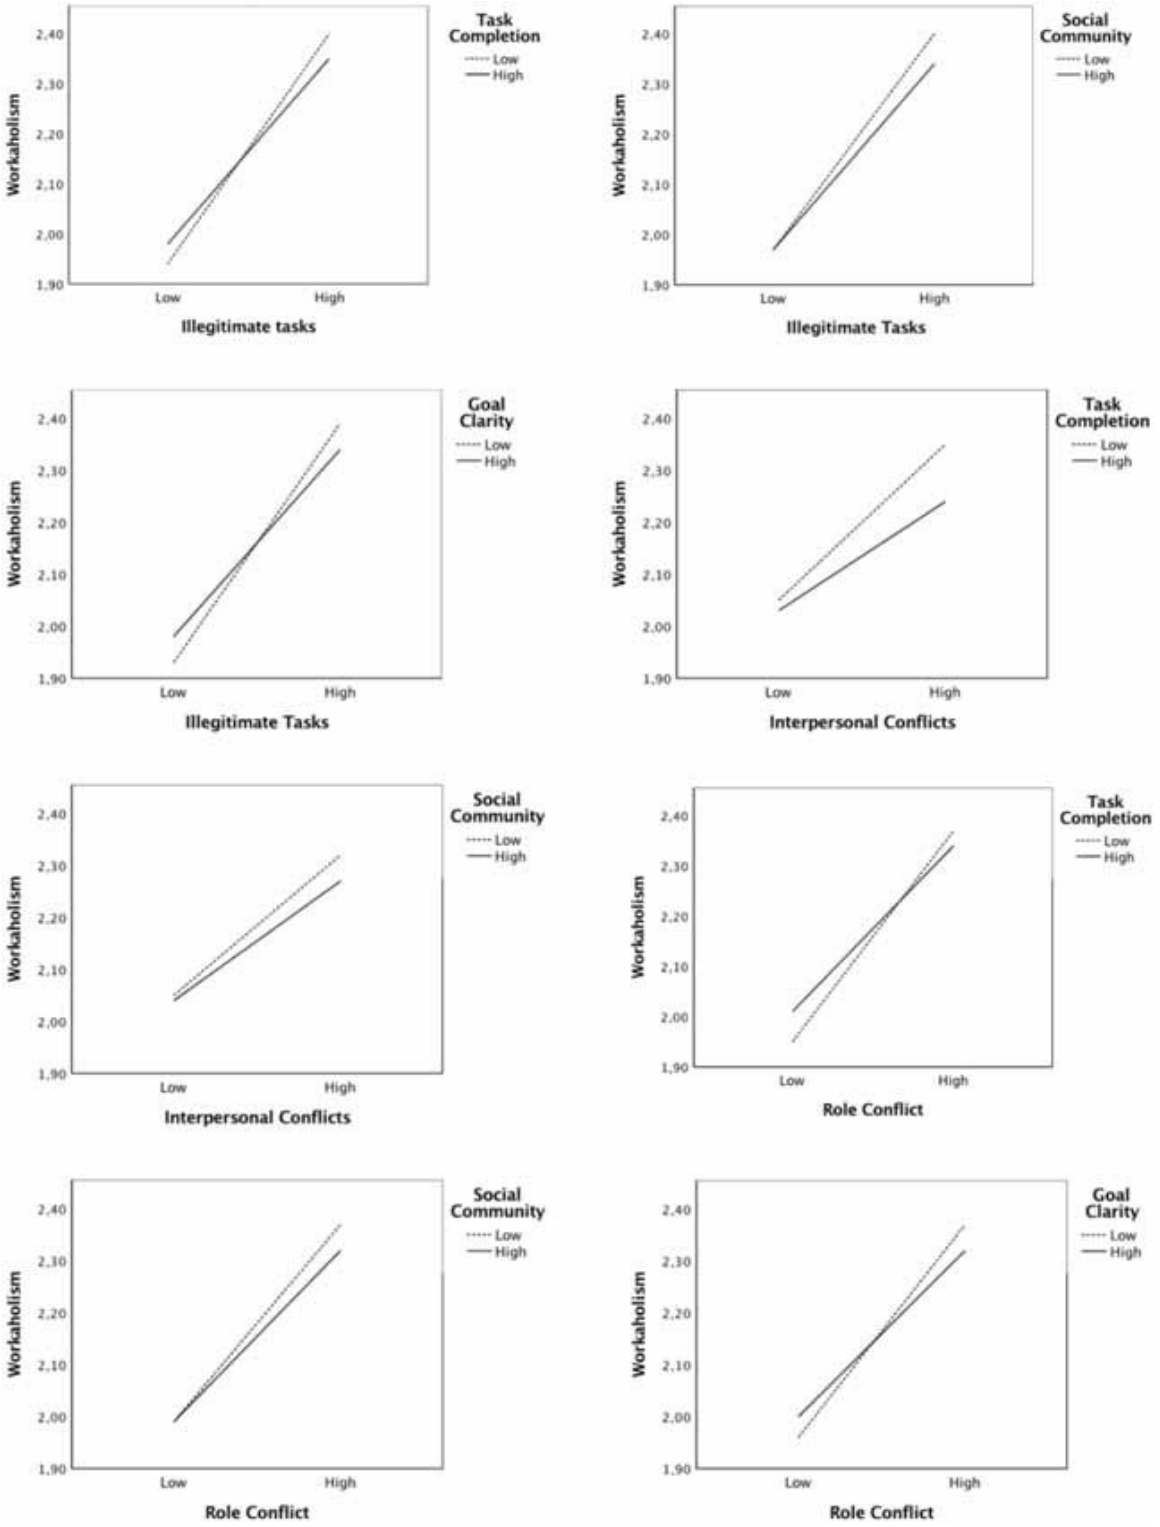 Task
Completion
Low
High
2,40
2,30
2,20
2,10
2,00
1,90
Workaholism
Low High
Illegitimate tasks
Social
Community
Low
High
2,40
2,30
2,20
2,10
2,00
1,90
Workaholism
Low High
Illegitimate Tasks
Goal
Clarity
Low
High
2,40
2,30
2,20
2,10
2,00
1,90
Workaholism
Low High
Illegitimate Tasks
Task
Completion
Low
High
2,40
2,30
2,20
2,10
2,00
1,90
Workaholism
Low High
Interpersonal Conflicts
Social
Community
Low
High
2,40
2,30
2,20
2,10
2,00
1,90
Workaholism
Low High
Interpersonal Conflicts
Task
Completion
Low
High
2,40
2,30
2,20
2,10
2,00
1,90
Workaholism
Low High
Role Conflict
Social
Community
Low
High
2,40
2,30
2,20
2,10
2,00
1,90
Workaholism
Low High
Role Conflict
Goal
Clarity
Low
High
2,40
2,30
2,20
2,10
2,00
1,90
Workaholism
Low High
Role Conflict